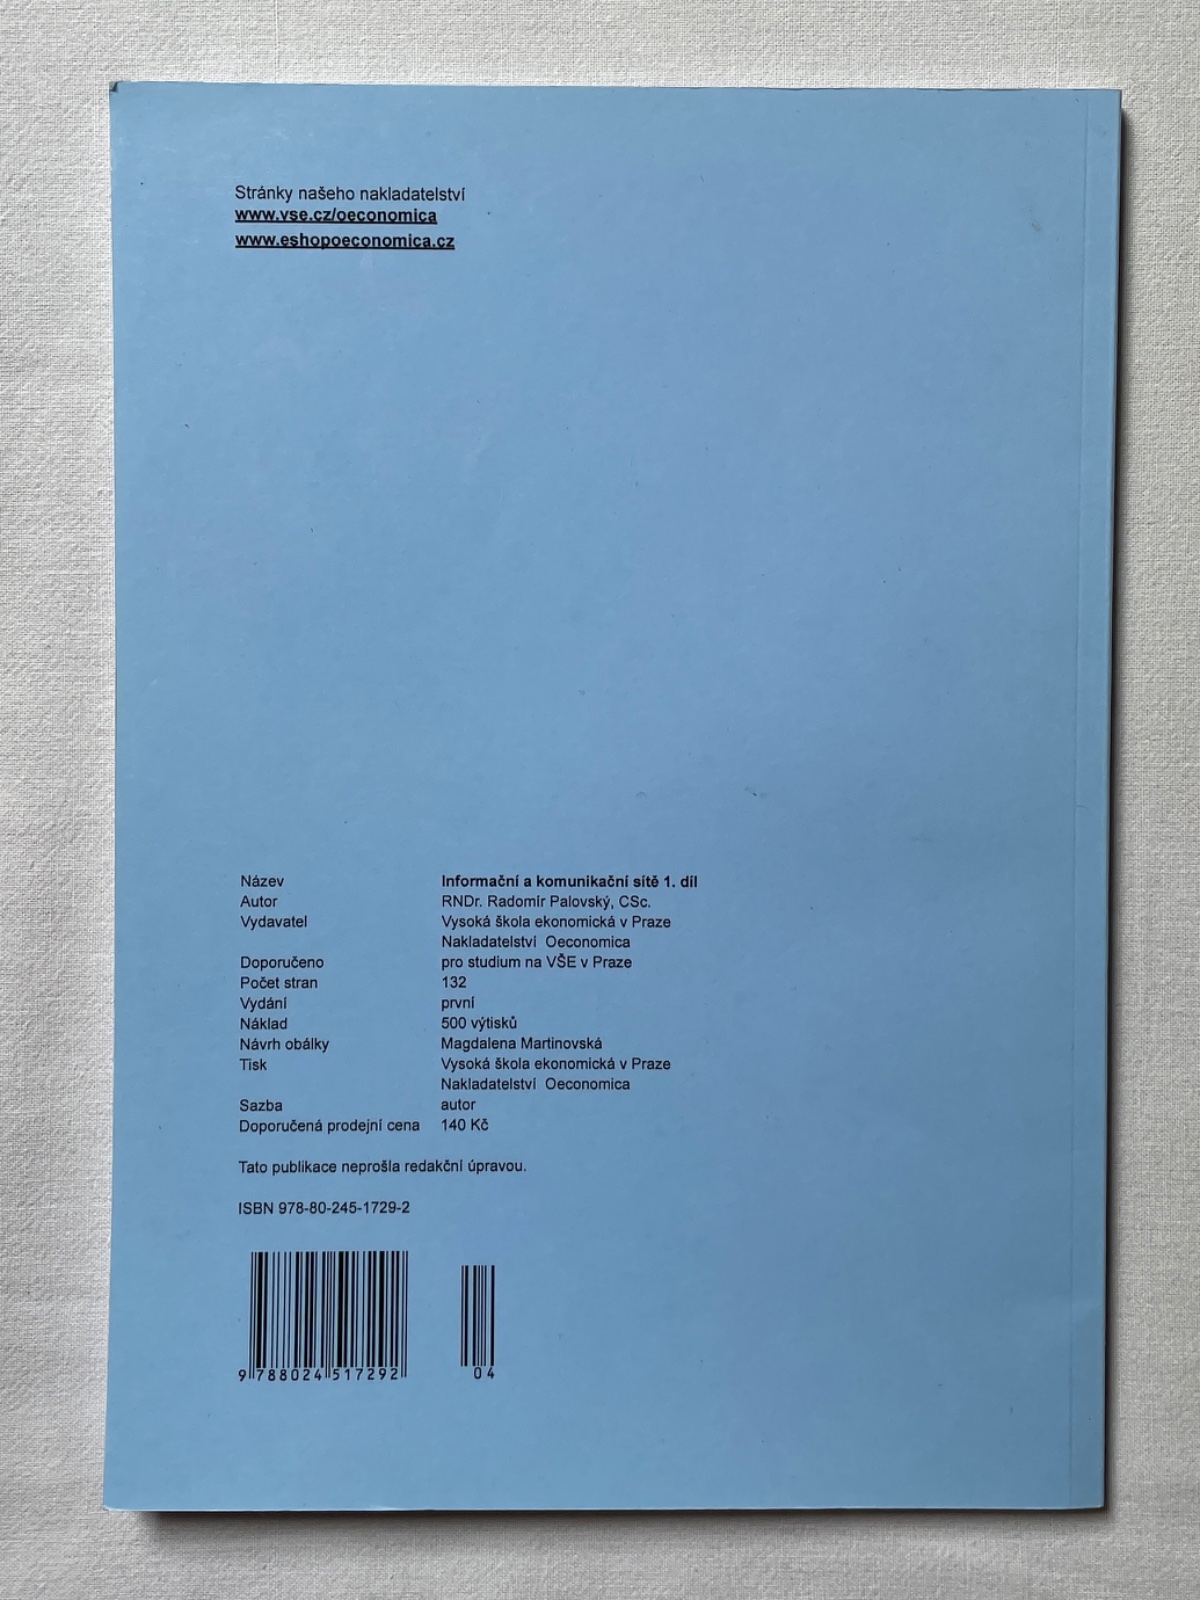 Stránky našeho nakladatelství
www.vse.cz/oeconomica
www.eshopoeconomica.cz
Název Informační a komunikační sítě 1. díl
Autor RNDr. Radomír Palovský, CSc.
Vydavatel Vysoká škola ekonomická v Praze
Nakladatelství Oeconomica
Doporučeno pro studium na VŠE v Praze
Počet stran 132
Vydání první
Náklad 500 výtisků
Návrh obálky Magdalena Martinovská
Tisk Vysoká škola ekonomická v Praze
Nakladatelství Oeconomica
Sazba autor
Doporučená prodejní cena 140 Kč
Tato publikace neprošla redakční úpravou.
ISBN 978-80-245-1729-2
9 788024 517292 04